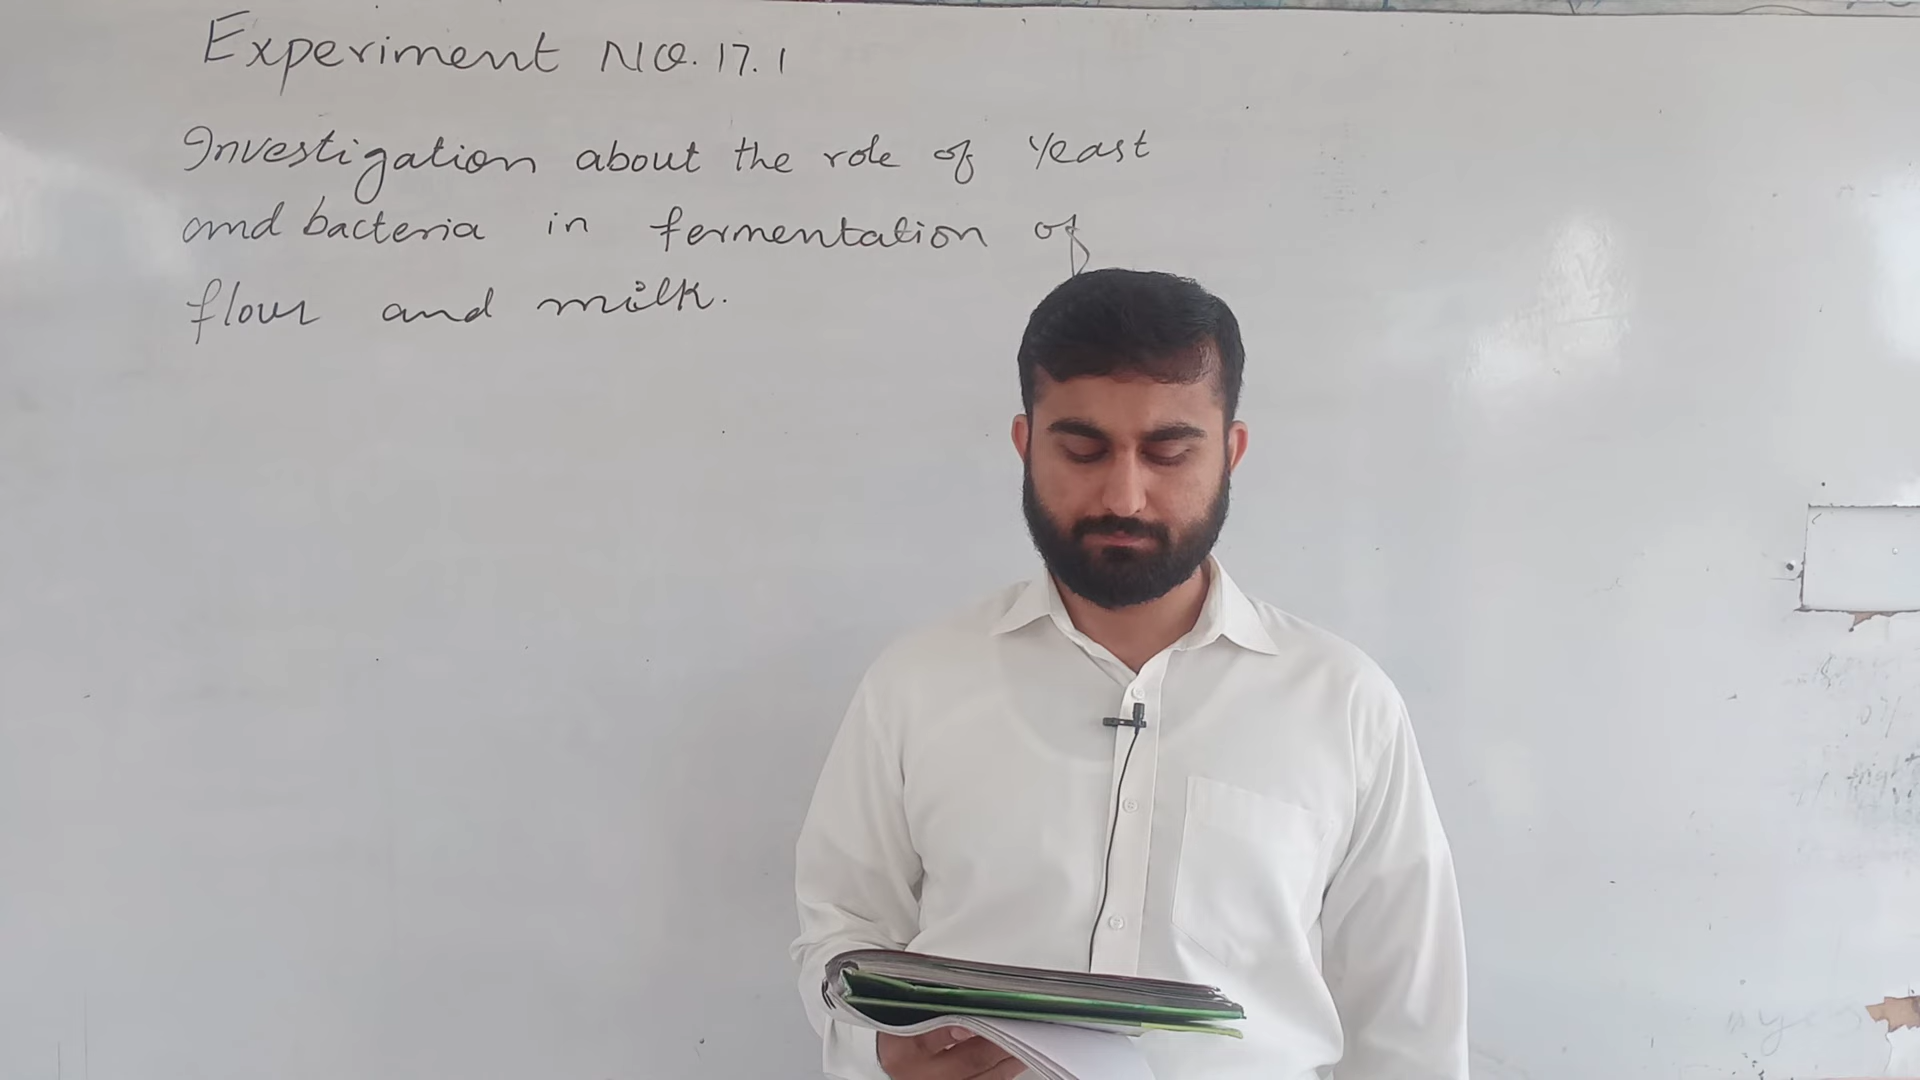 Experiment NO. 17.1
Investigation about the role of Yeast
and bacteria in fermentation of
flour and milk.